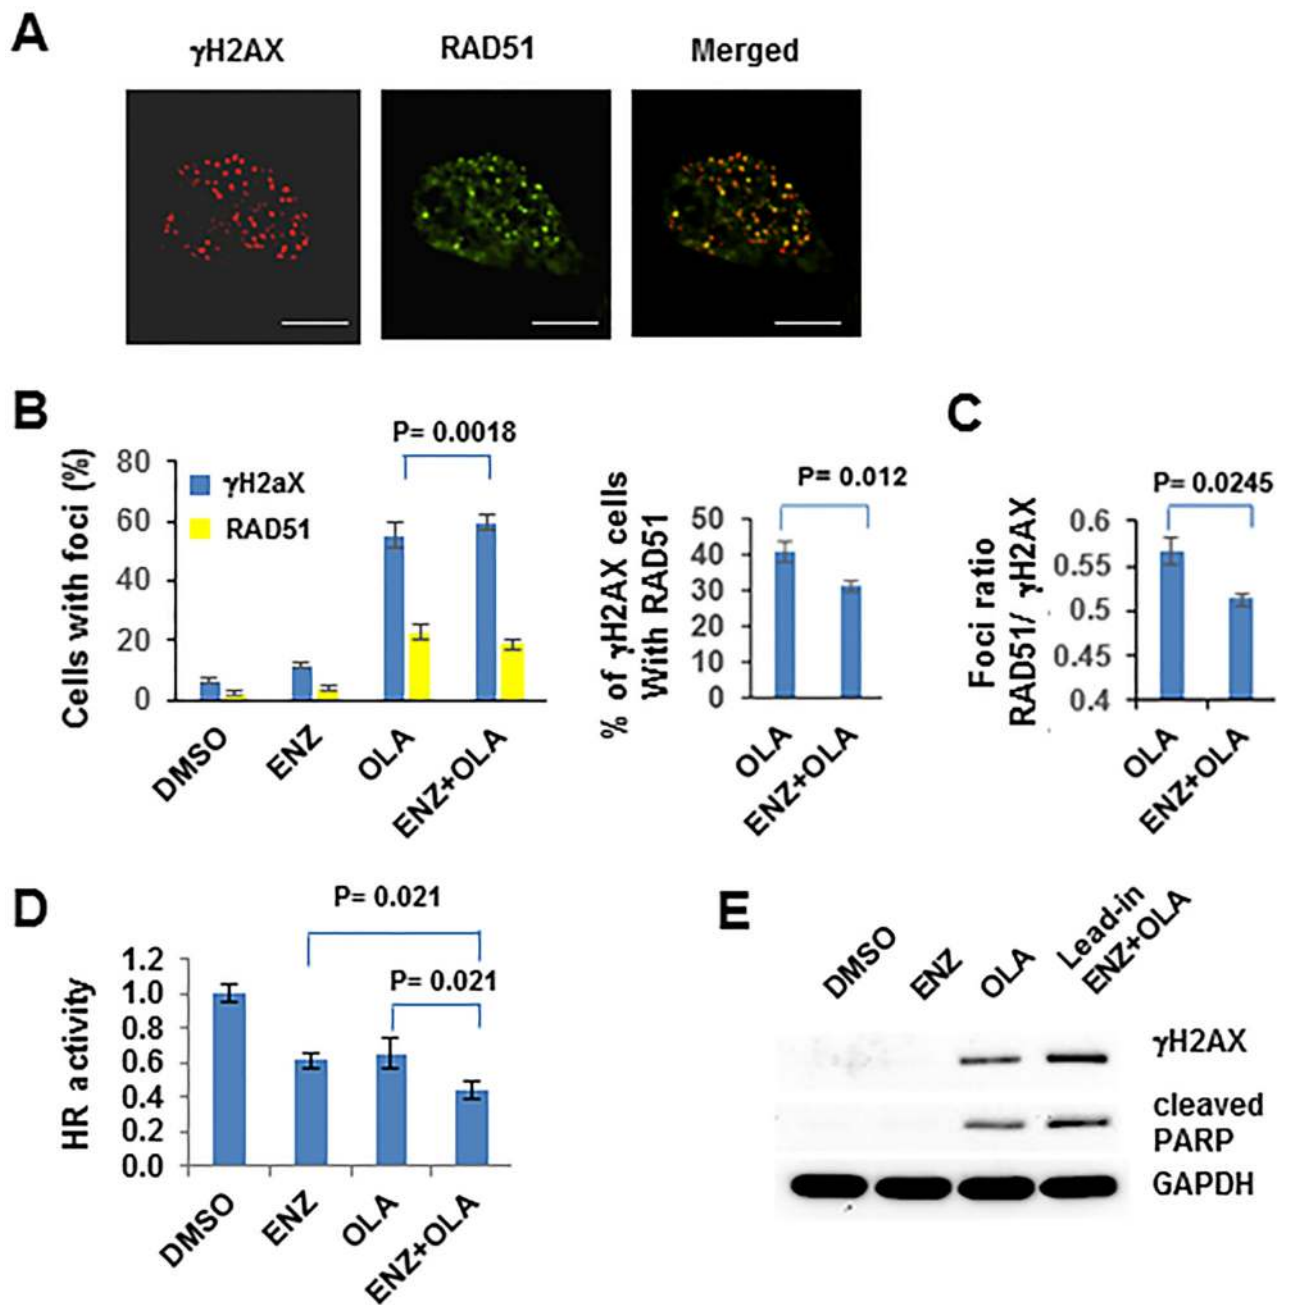 A
γH2AX
RAD51
Merged
B
P= 0.0018
Cells with foci (%)
80
60
40
20
0
γH2aX
RAD51
DMSO
ENZ
OLA
ENZ+OLA
P= 0.012
% of γH2AX cells
With RAD51
50
40
30
20
10
0
OLA
ENZ+OLA
C
P= 0.0245
Foci ratio
RAD51/ γH2AX
0.6
0.55
0.5
0.45
0.4
OLA
ENZ+OLA
D
P= 0.021
P= 0.021
HR activity
1.2
1.0
0.8
0.6
0.4
0.2
0.0
DMSO
ENZ
OLA
ENZ+OLA
E
DMSO
ENZ
OLA
Lead-in
ENZ+OLA
γH2AX
cleaved
PARP
GAPDH